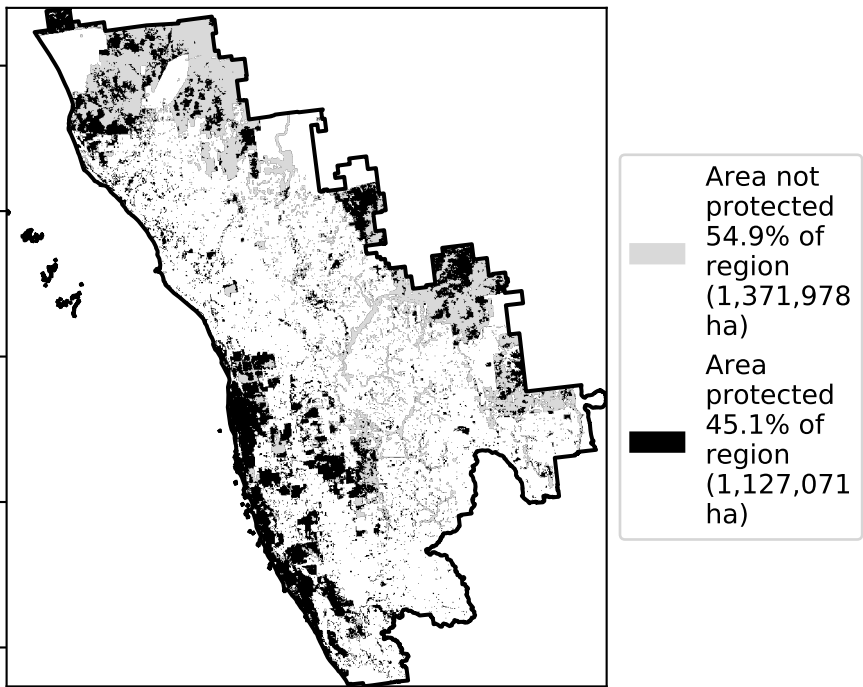 Area not
protected
54.9% of
region
(1,371,978
ha)
Area
protected
45.1% of
region
(1,127,071
ha)